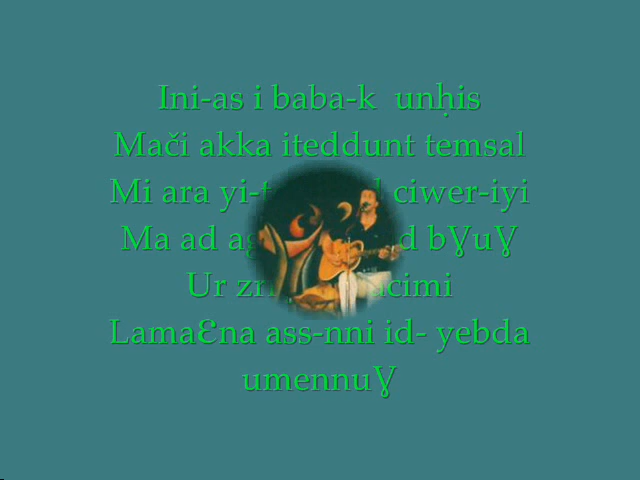 Ini-as i baba-k unḥis
Mači akka iteddunt temsal
Mi ara ciwer-iyi
Ma ad bƔuƔ
Ur
LamaƐna ass-nni id- yebda
umennuƔ